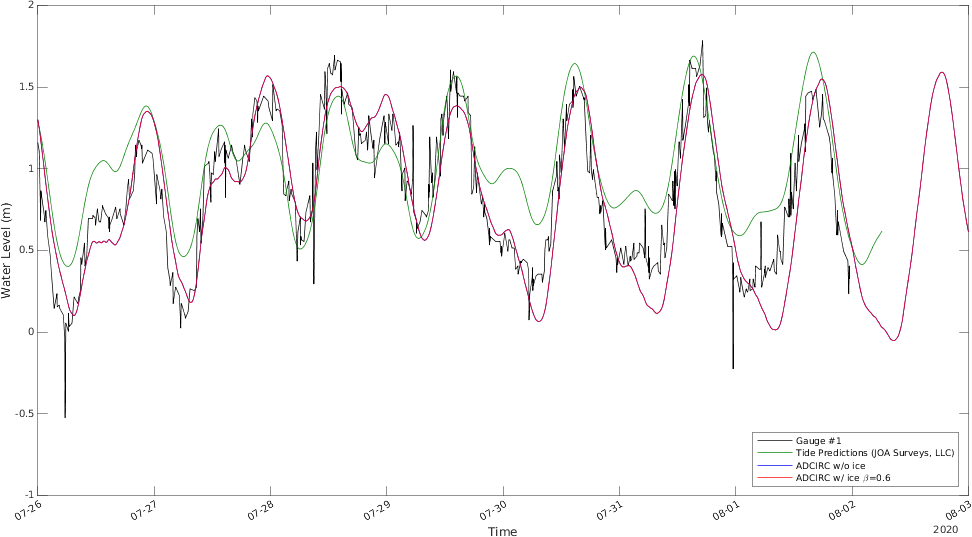 2
1.5
1
0.5
0
-0.5
-1
Water Level (m)
Gauge #1
Tide Predictions (JOA Surveys, LLC)
ADCIRC w/o ice
ADCIRC w/ ice β=0.6
07-26
07-27
07-28
07-29
07-30
07-31
08-01
08-02
08-03
Time
2020